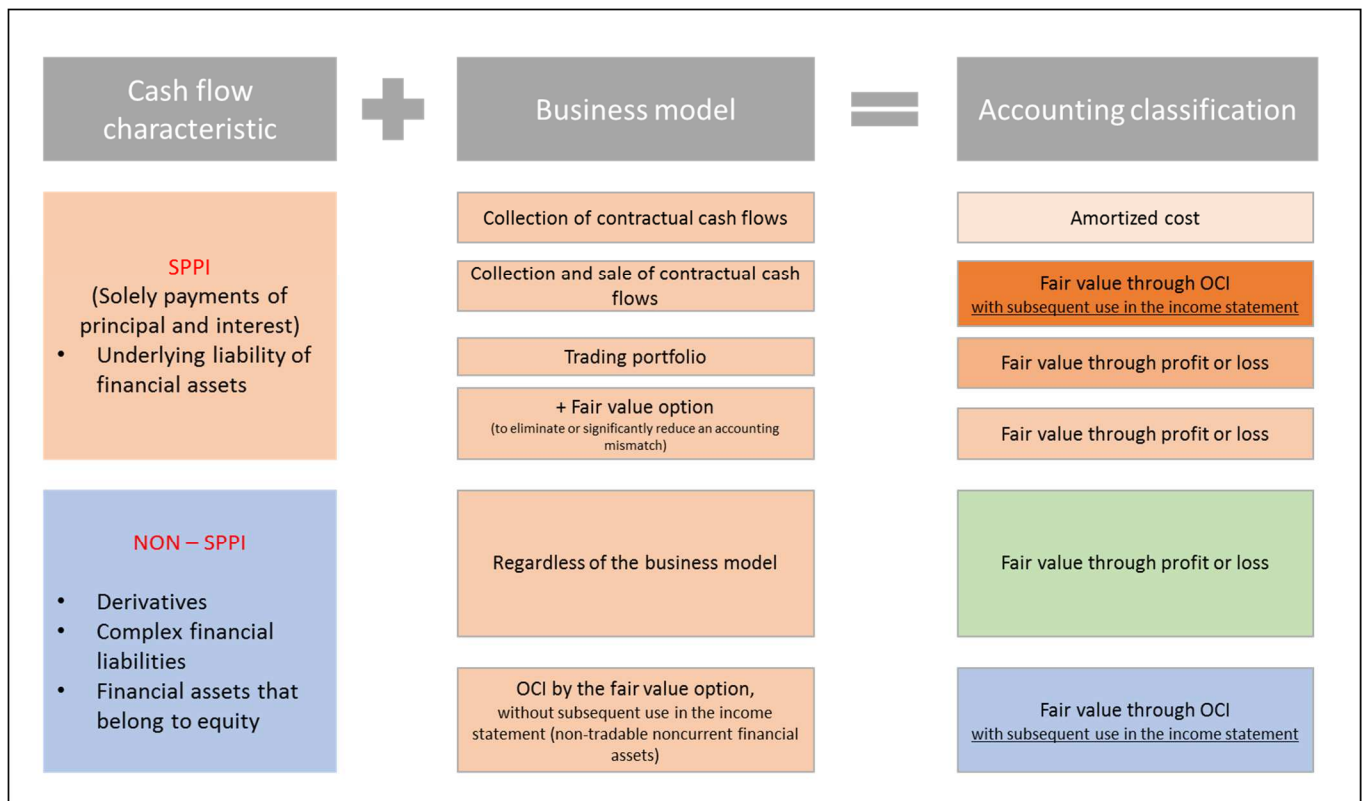 Cash flow
characteristic
Business model
Accounting classification
SPPI
(Solely payments of
principal and interest)
• Underlying liability of
financial assets
Collection of contractual cash flows
Amortized cost
Collection and sale of contractual cash
flows
Fair value through OCI
with subsequent use in the income statement
Trading portfolio
Fair value through profit or loss
+ Fair value option
(to eliminate or significantly reduce an accounting
mismatch)
Fair value through profit or loss
NON – SPPI
• Derivatives
• Complex financial
liabilities
• Financial assets that
belong to equity
Regardless of the business model
Fair value through profit or loss
OCI by the fair value option,
without subsequent use in the income
statement (non-tradable noncurrent financial
assets)
Fair value through OCI
with subsequent use in the income statement